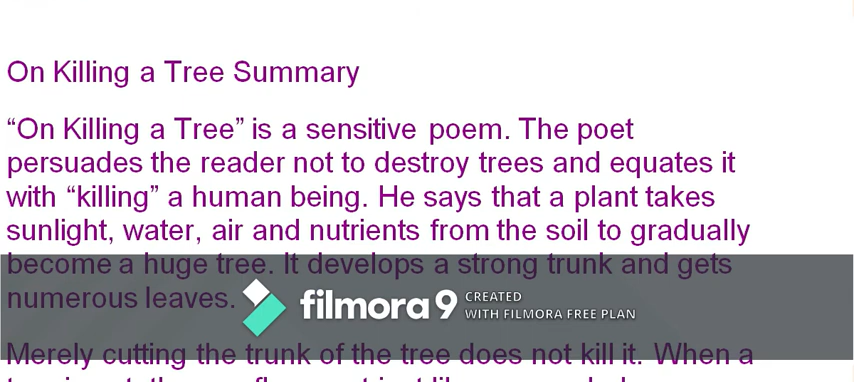 On Killing a Tree Summary
“On Killing a Tree” is a sensitive poem. The poet
persuades the reader not to destroy trees and equates it
with “killing” a human being. He says that a plant takes
sunlight, water, air and nutrients from the soil to gradually
become a huge tree. It develops a strong trunk and gets
numerous leaves.
filmora9
CREATED
WITH FILMORA FREE PLAN
Merely cutting the trunk of the tree does not kill it. When a